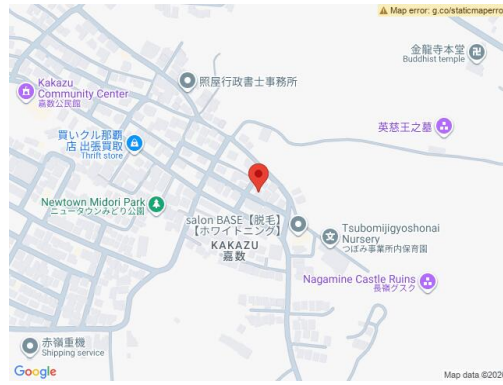 Map error: g.co/staticmaperro
金龍寺本堂
Buddhist temple
照屋行政書士事務所
Kakazu
Community Center
嘉数公民館
英慈王之墓
買いクル那覇
店 出張買取
Thrift store
Newtown Midori Park
ニュータウンみどり公園
salon BASE【脱毛】
【ホワイトニング】
KAKAZU
嘉数
Tsubomijigyoshonai
Nursery
つぼみ事業所内保育園
Nagamine Castle Ruins
長嶺グスク
赤嶺重機
Shipping service
Google
Map data ©202